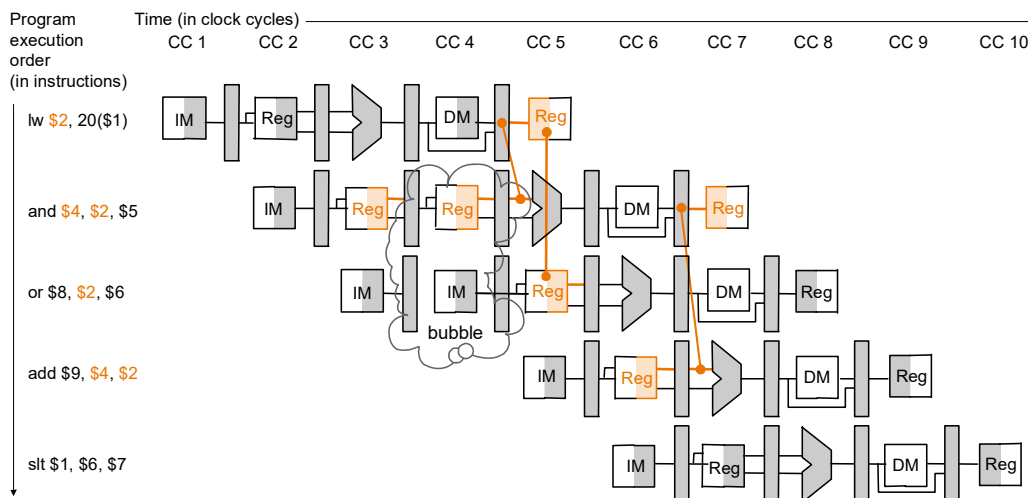 Program
execution
order
(in instructions)
Time (in clock cycles)
CC 1 CC 2 CC 3 CC 4 CC 5 CC 6 CC 7 CC 8 CC 9 CC 10
lw $2, 20($1)
IM Reg DM Reg
and $4, $2, $5
IM Reg Reg DM Reg
or $8, $2, $6
IM IM Reg DM Reg
bubble
add $9, $4, $2
IM Reg DM Reg
slt $1, $6, $7
IM Reg DM Reg